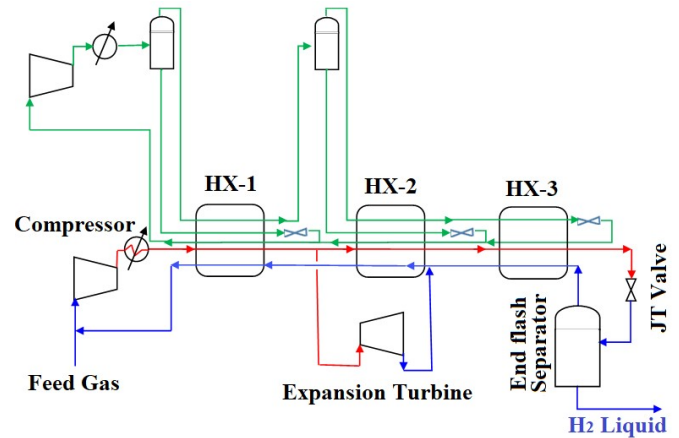 HX-1
HX-2
HX-3
Compressor
JT Valve
End flash
Separator
Feed Gas
Expansion Turbine
H2 Liquid